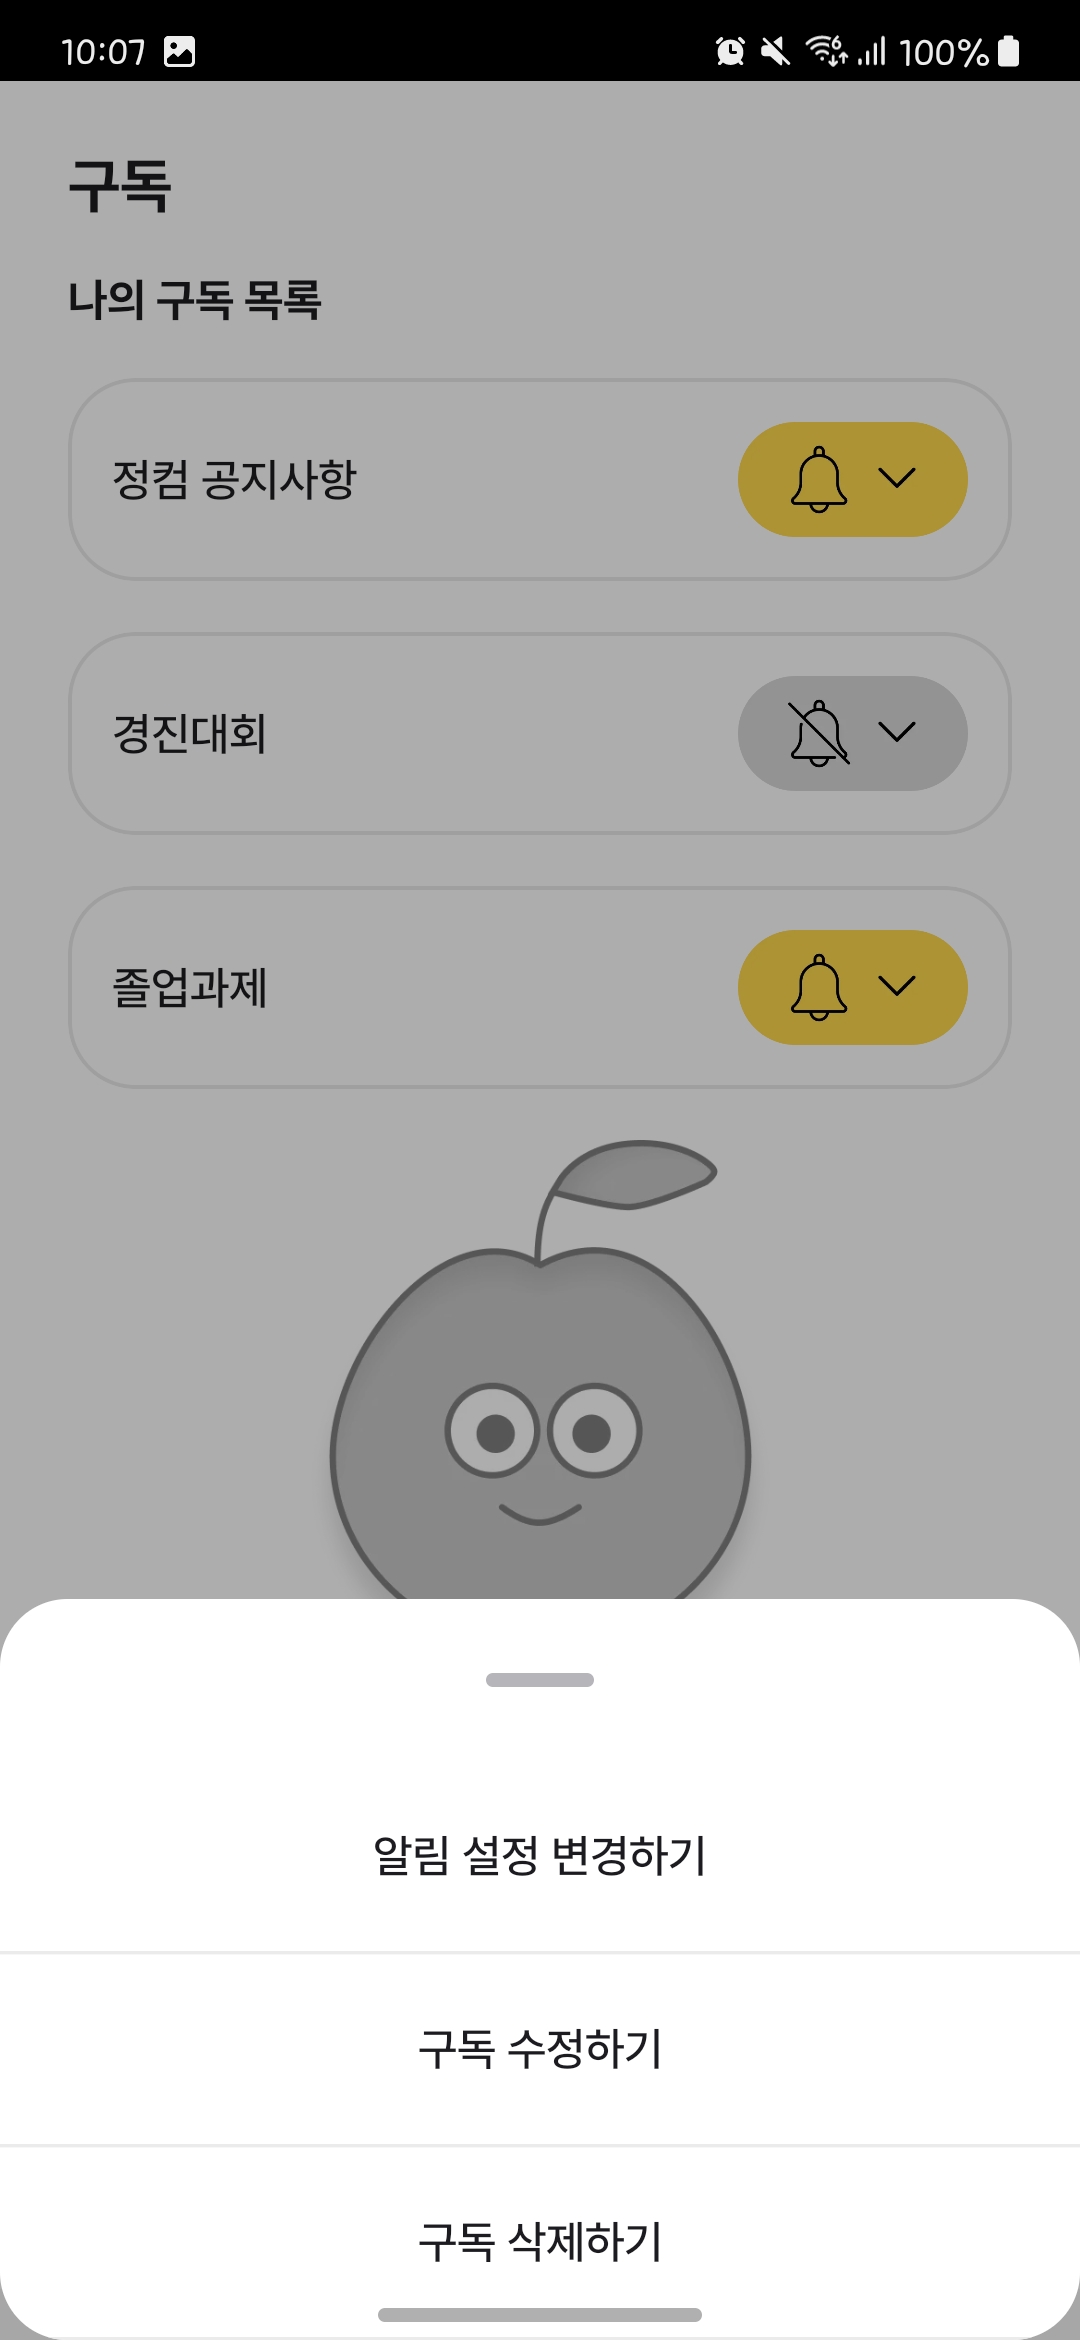 10:07 100%
구독
나의 구독 목록
정컴 공지사항
경진대회
졸업과제
알림 설정 변경하기
구독 수정하기
구독 삭제하기